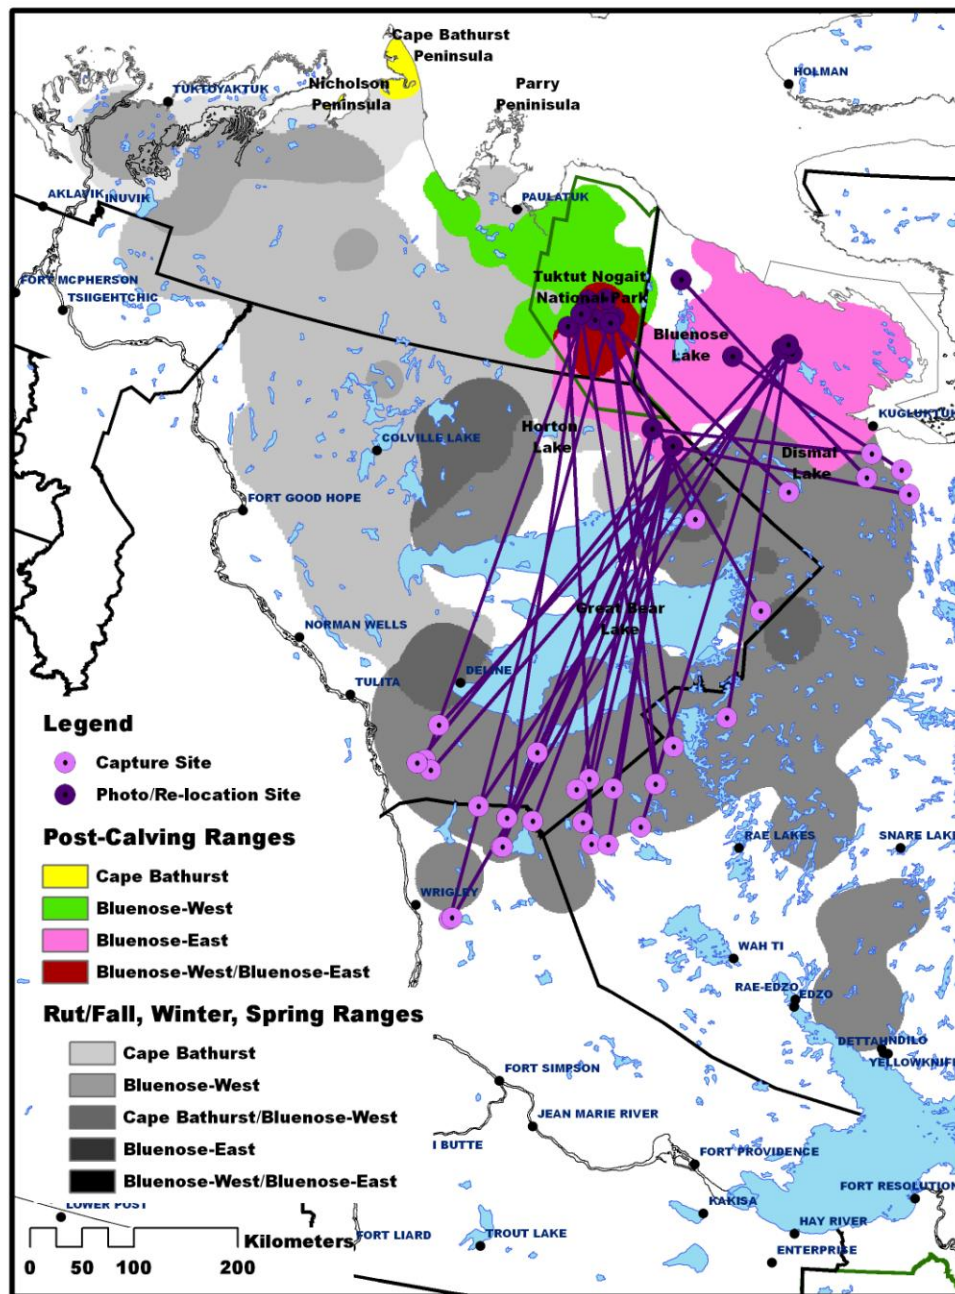 Cape Bathurst
Peninsula
HOLMAN
TUKTOYAKTUK
Nicholson
Peninsula
Parry
Peninisula
AKLAVIK
INUVIK
PAULATUK
FORT MCPHERSON
TSIIGEHTCHIC
Tuktut Nogait
National Park
Bluenose
Lake
KUGLUKTUK
Horton
Lake
COLVILLE LAKE
Dismal
Lake
FORT GOOD HOPE
Great Bear
Lake
NORMAN WELLS
DELINE
TULITA
Legend
Capture Site
Photo/Re-location Site
Post-Calving Ranges
Cape Bathurst
Bluenose-West
Bluenose-East
Bluenose-West/Bluenose-East
RAE LAKES
SNARE LAKE
WRIGLEY
WAH TI
RAE-EDZO
EDZO
Rut/Fall, Winter, Spring Ranges
Cape Bathurst
Bluenose-West
Cape Bathurst/Bluenose-West
Bluenose-East
Bluenose-West/Bluenose-East
DETTAH
NDILO
YELLOWKNIFE
FORT SIMPSON
JEAN MARIE RIVER
I BUTTE
FORT PROVIDENCE
FORT RESOLUTION
KAKISA
LOWER POST
HAY RIVER
FORT LIARD
TROUT LAKE
ENTERPRISE
Kilometers
0 50 100 200